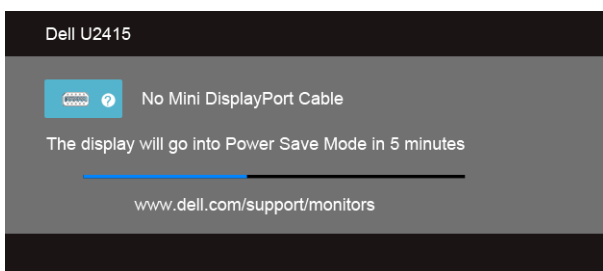 Dell U2415
? No Mini DisplayPort Cable
The display will go into Power Save Mode in 5 minutes
www.dell.com/support/monitors